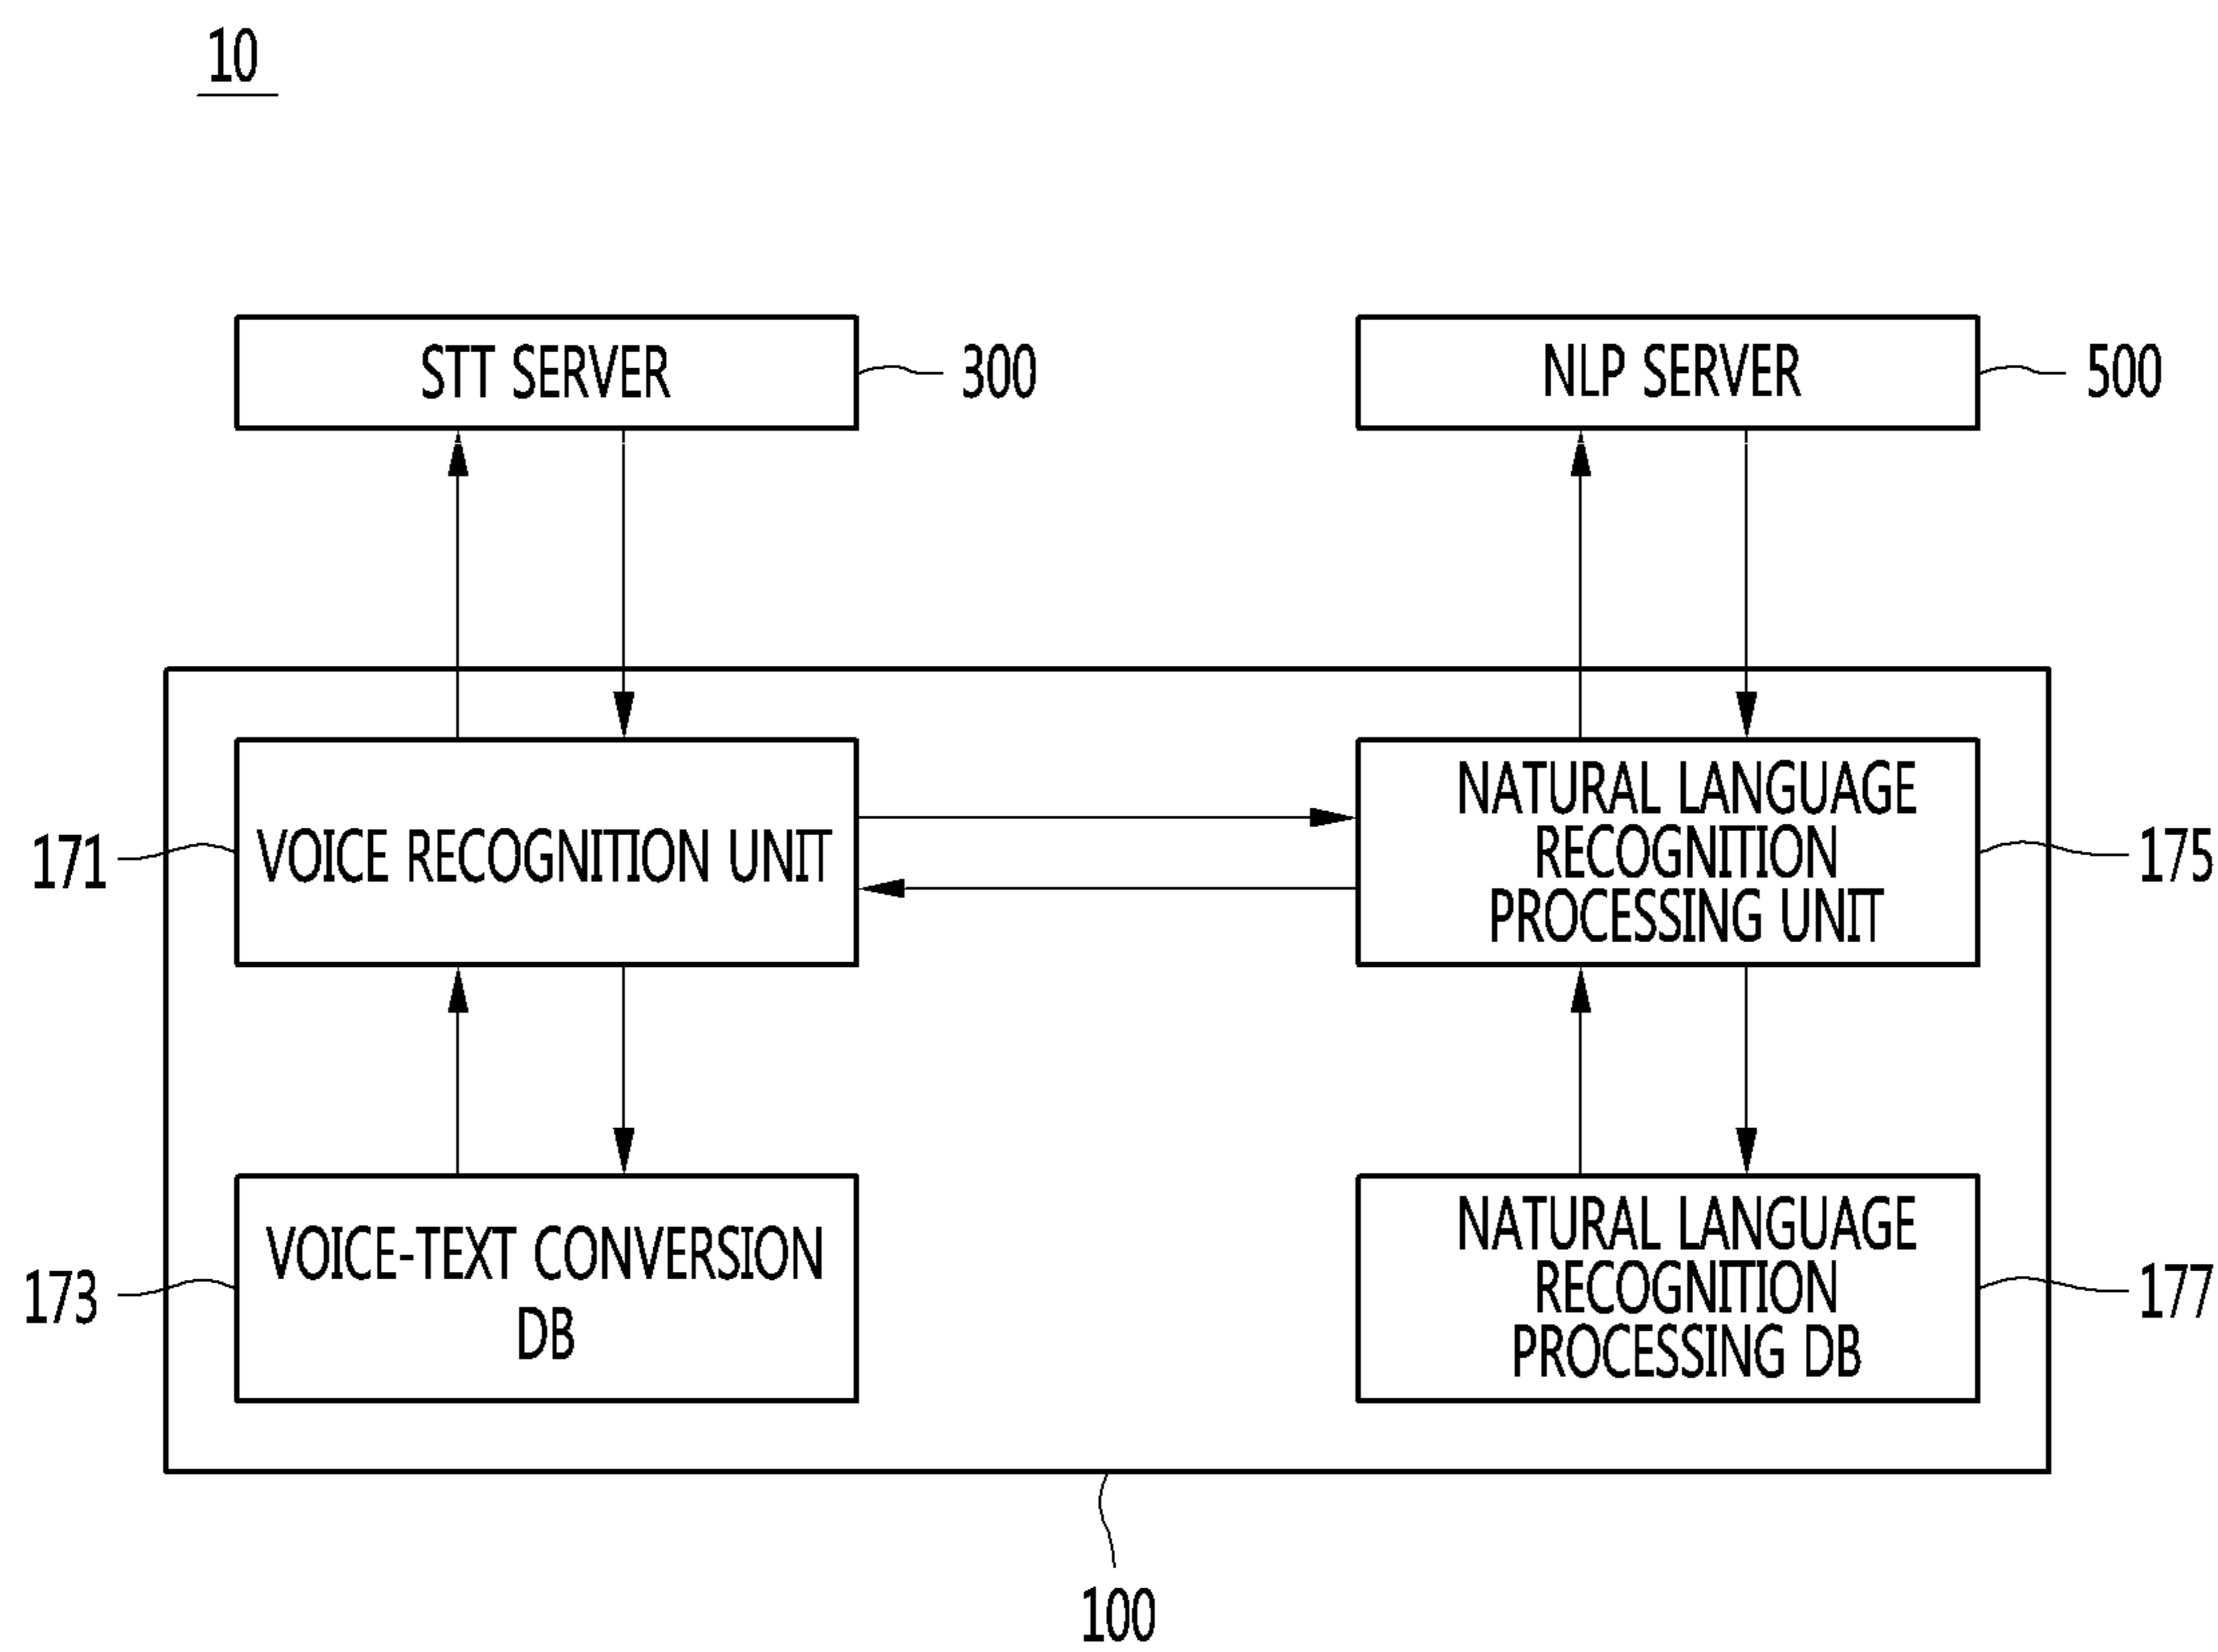 10
STT SERVER
300
NLP SERVER
500
171
VOICE RECOGNITION UNIT
NATURAL LANGUAGE
RECOGNITION
PROCESSING UNIT
175
173
VOICE-TEXT CONVERSION
DB
NATURAL LANGUAGE
RECOGNITION
PROCESSING DB
177
100